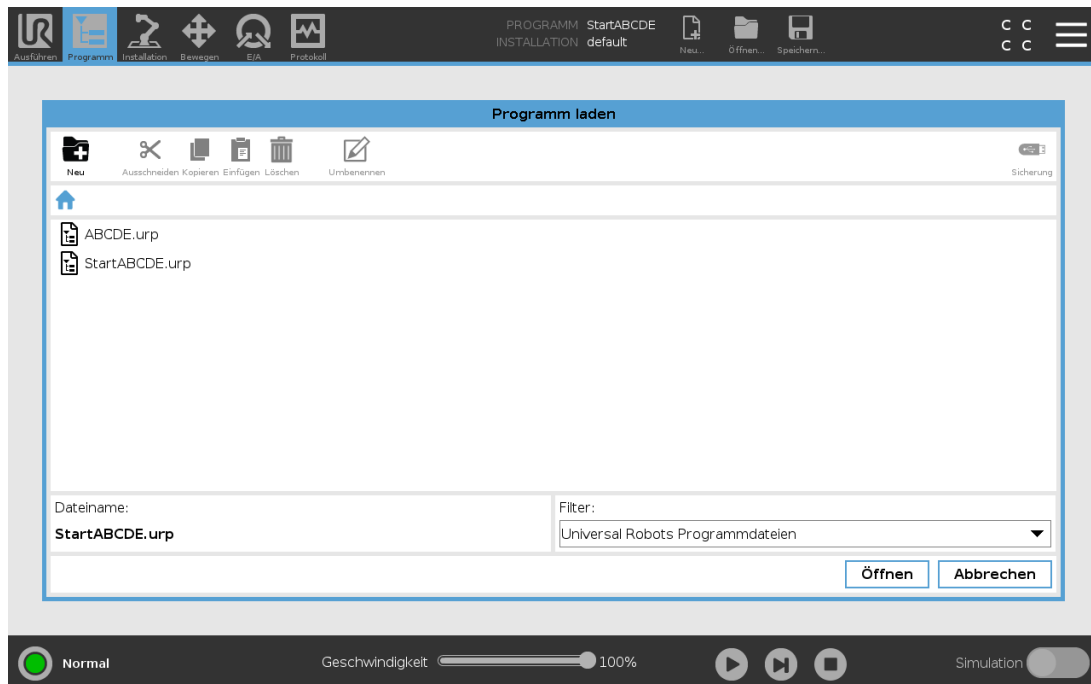 PROGRAMM StartABCDE
INSTALLATION default
C C
C C
Ausführen Programm Installation Bewegen E/A Protokoll Neu... Öffnen... Speichern...
Programm laden
Neu Ausschneiden Kopieren Einfügen Löschen Umbenennen Sicherung
ABCDE.urp
StartABCDE.urp
Dateiname: Filter:
StartABCDE.urp Universal Robots Programmdateien
Öffnen Abbrechen
Normal Geschwindigkeit 100% Simulation